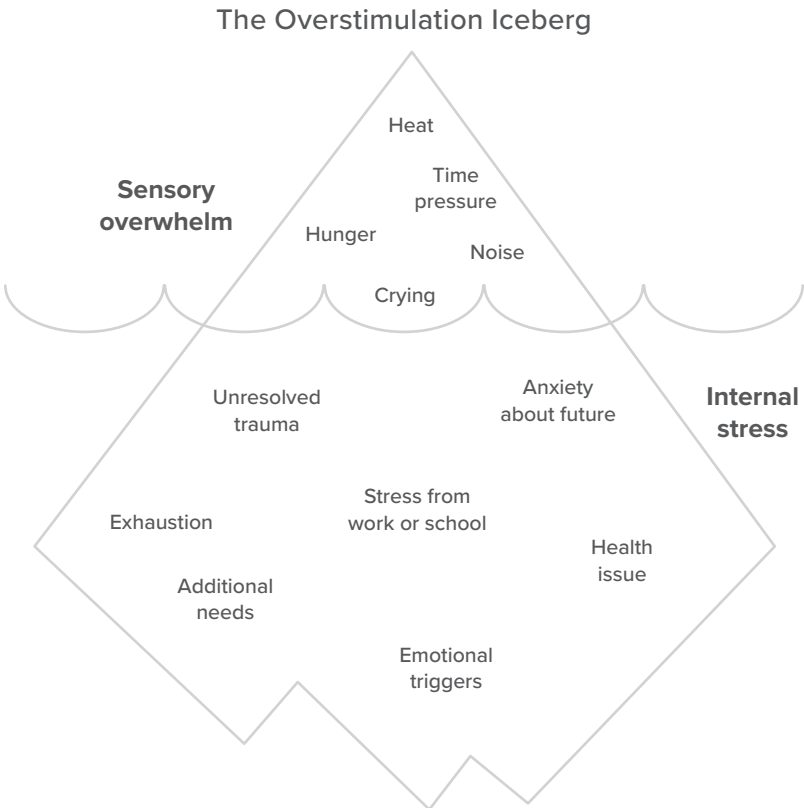 The Overstimulation Iceberg
Heat
Time
pressure
Sensory
overwhelm
Hunger
Noise
Crying
Unresolved
trauma
Anxiety
about future
Internal
stress
Stress from
work or school
Exhaustion
Health
issue
Additional
needs
Emotional
triggers